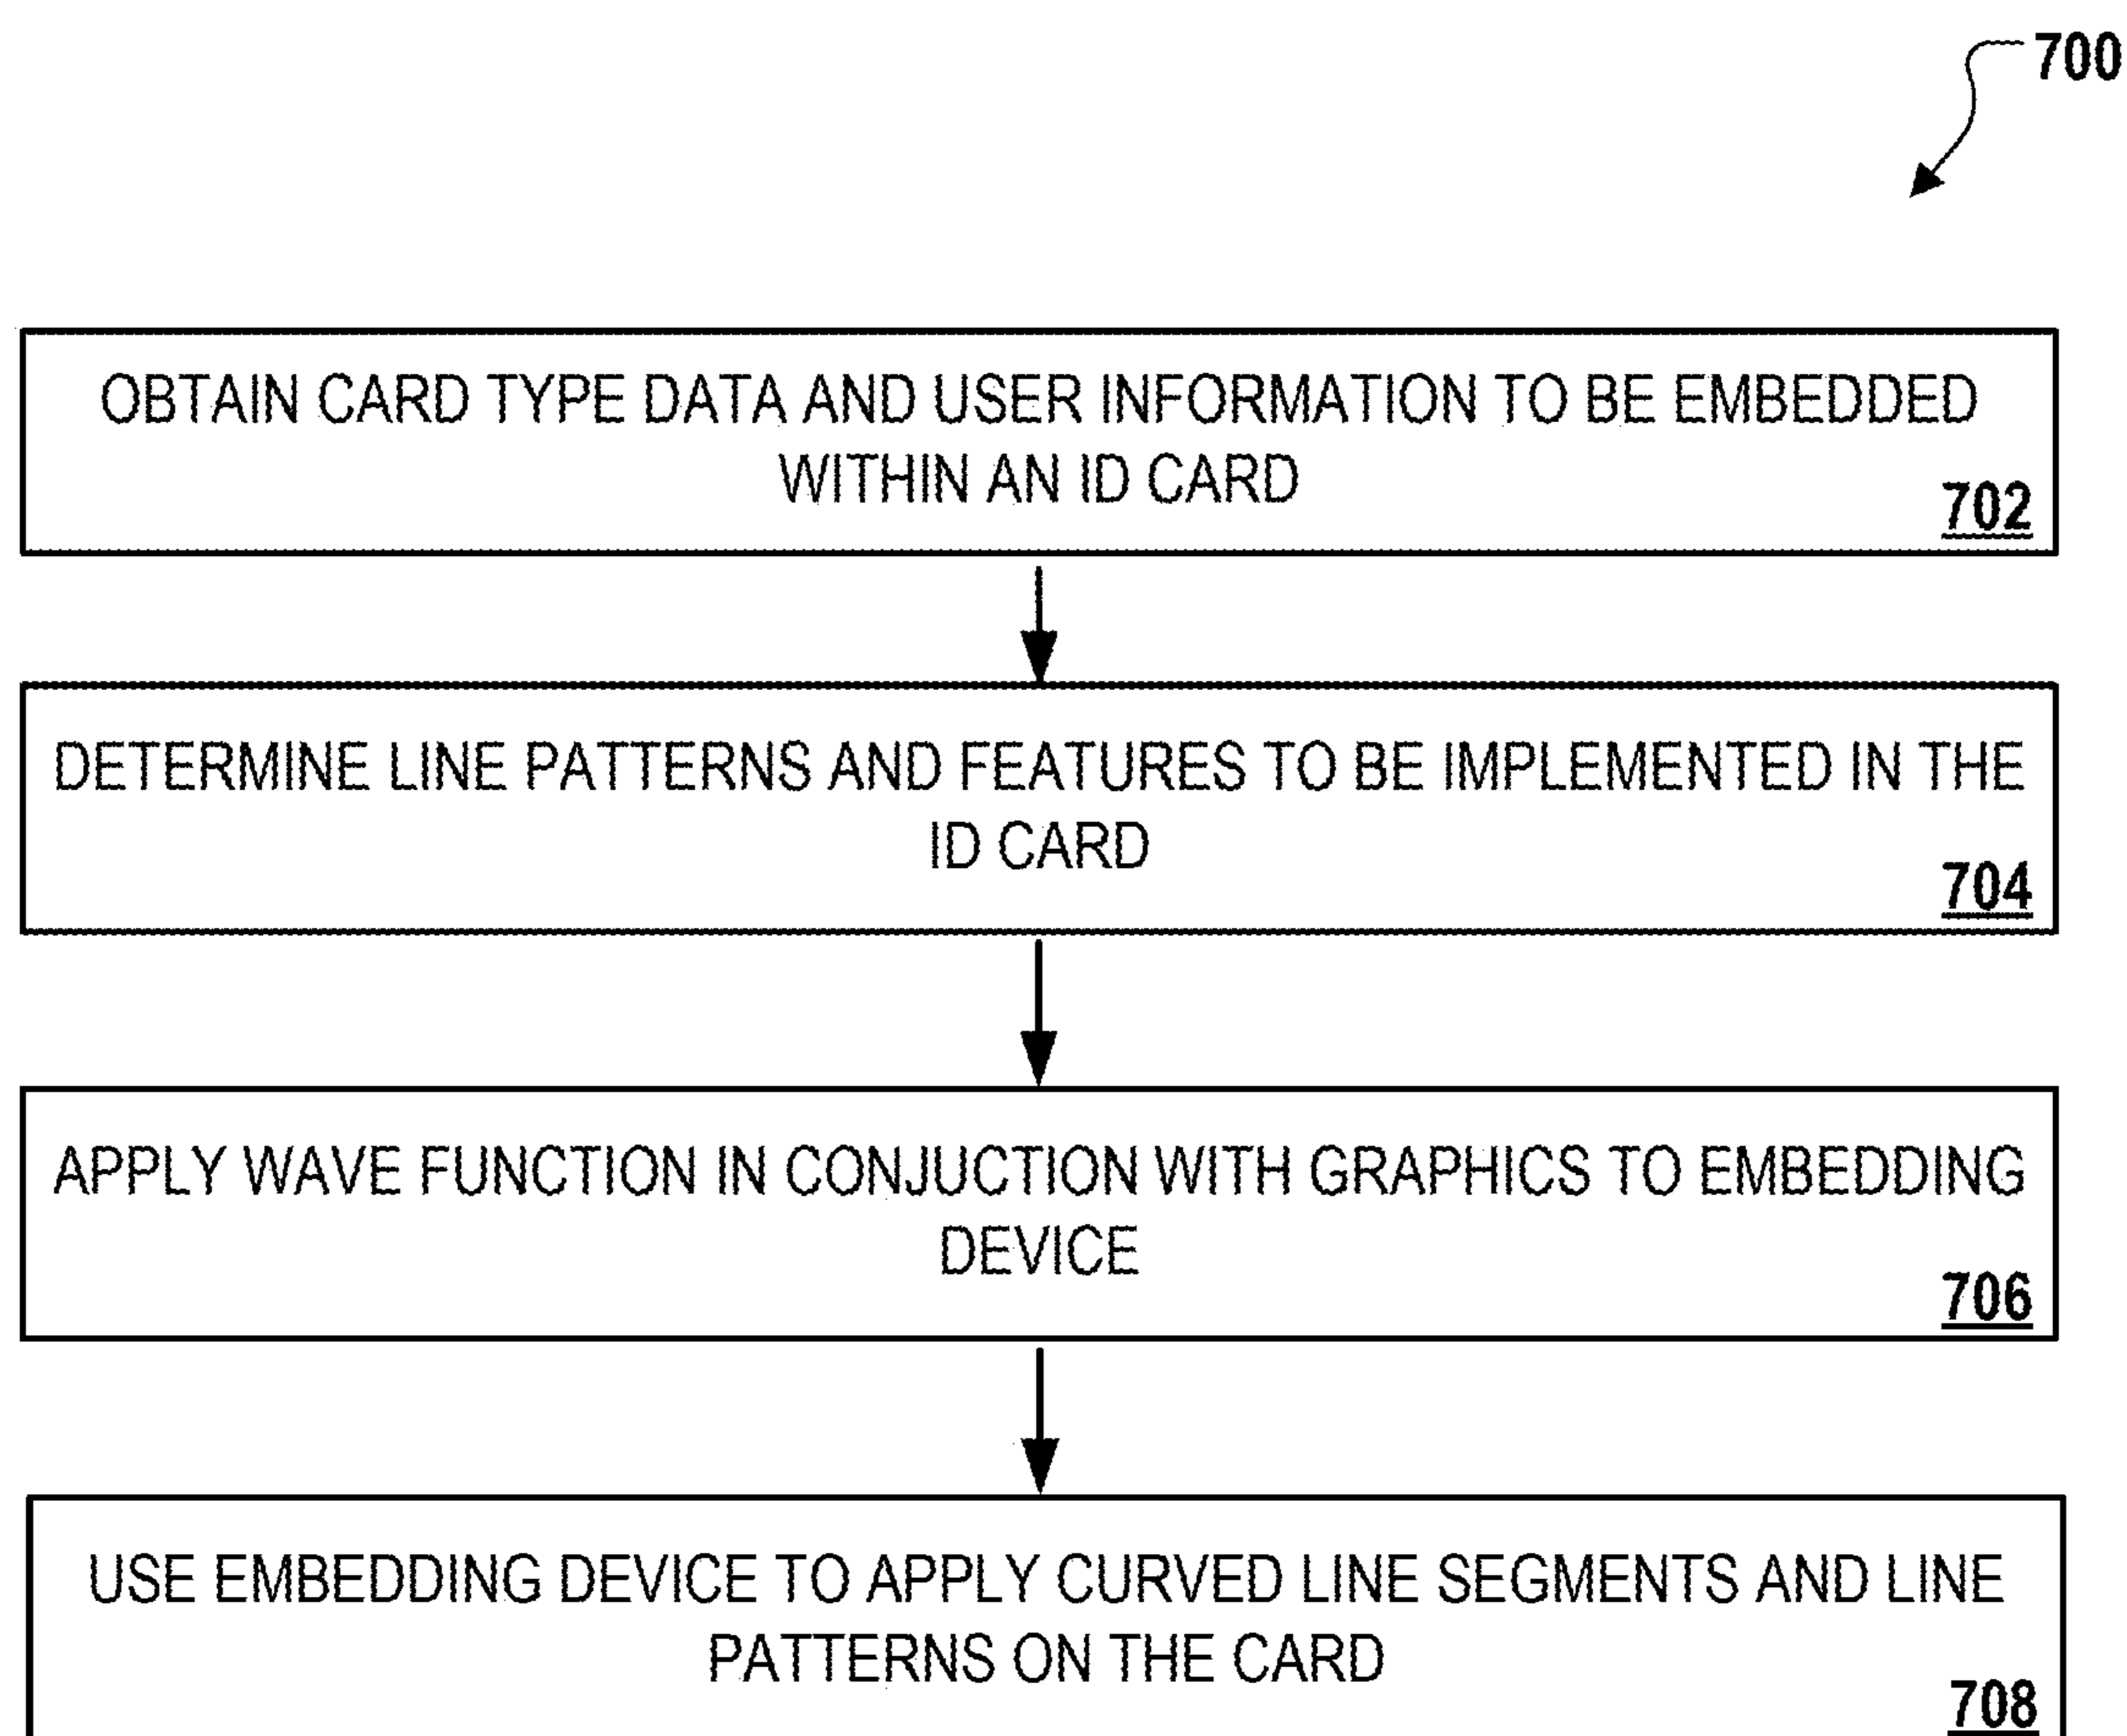 700
OBTAIN CARD TYPE DATA AND USER INFORMATION TO BE EMBEDDED
WITHIN AN ID CARD
702
DETERMINE LINE PATTERNS AND FEATURES TO BE IMPLEMENTED IN THE
ID CARD
704
APPLY WAVE FUNCTION IN CONJUCTION WITH GRAPHICS TO EMBEDDING
DEVICE
706
USE EMBEDDING DEVICE TO APPLY CURVED LINE SEGMENTS AND LINE
PATTERNS ON THE CARD
708